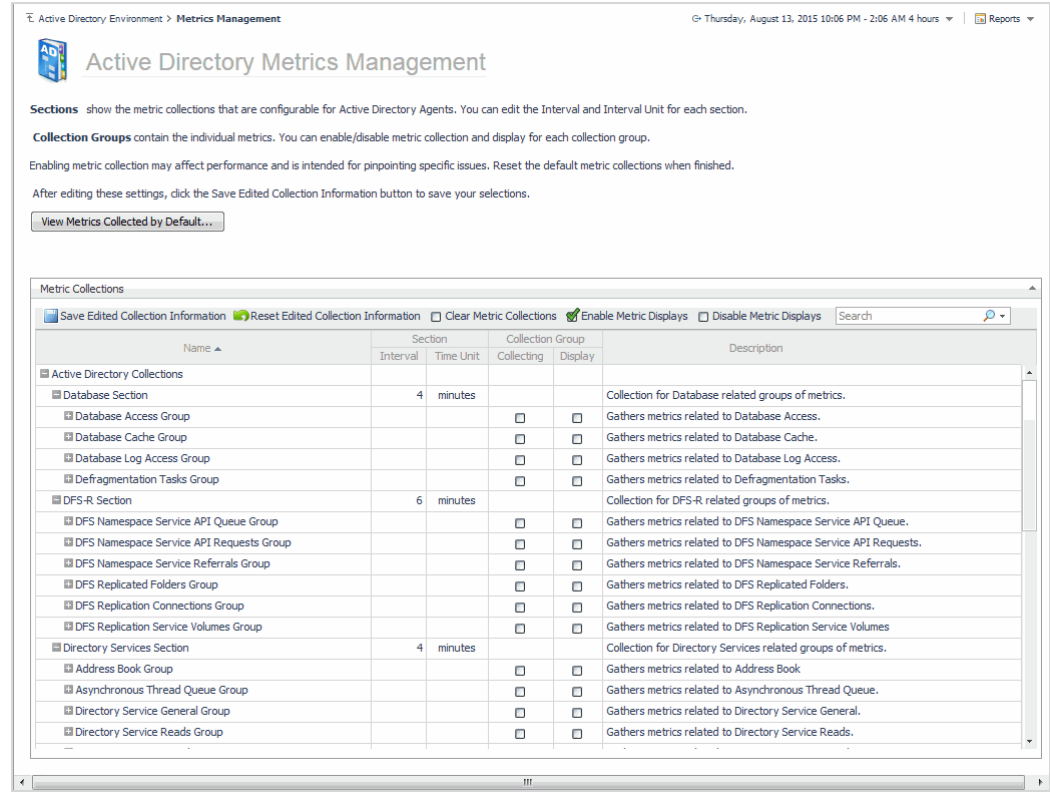 Active Directory Environment > Metrics Management
Thursday, August 13, 2015 10:06 PM - 2:06 AM 4 hours
Reports
AD
Active Directory Metrics Management
Sections show the metric collections that are configurable for Active Directory Agents. You can edit the Interval and Interval Unit for each section.
Collection Groups contain the individual metrics. You can enable/disable metric collection and display for each collection group.
Enabling metric collection may affect performance and is intended for pinpointing specific issues. Reset the default metric collections when finished.
After editing these settings, click the Save Edited Collection Information button to save your selections.
View Metrics Collected by Default...
Metric Collections
Save Edited Collection Information Reset Edited Collection Information Clear Metric Collections Enable Metric Displays Disable Metric Displays Search
Name Section Collection Group Description
Interval Time Unit Collecting Display
Active Directory Collections
Database Section 4 minutes Collection for Database related groups of metrics.
Database Access Group Gathers metrics related to Database Access.
Database Cache Group Gathers metrics related to Database Cache.
Database Log Access Group Gathers metrics related to Database Log Access.
Defragmentation Tasks Group Gathers metrics related to Defragmentation Tasks.
DFS-R Section 6 minutes Collection for DFS-R related groups of metrics.
DFS Namespace Service API Queue Group Gathers metrics related to DFS Namespace Service API Queue.
DFS Namespace Service API Requests Group Gathers metrics related to DFS Namespace Service API Requests.
DFS Namespace Service Referrals Group Gathers metrics related to DFS Namespace Service Referrals.
DFS Replicated Folders Group Gathers metrics related to DFS Replicated Folders.
DFS Replication Connections Group Gathers metrics related to DFS Replication Connections.
DFS Replication Service Volumes Group Gathers metrics related to DFS Replication Service Volumes
Directory Services Section 4 minutes Collection for Directory Services related groups of metrics.
Address Book Group Gathers metrics related to Address Book
Asynchronous Thread Queue Group Gathers metrics related to Asynchronous Thread Queue.
Directory Service General Group Gathers metrics related to Directory Service General.
Directory Service Reads Group Gathers metrics related to Directory Service Reads.